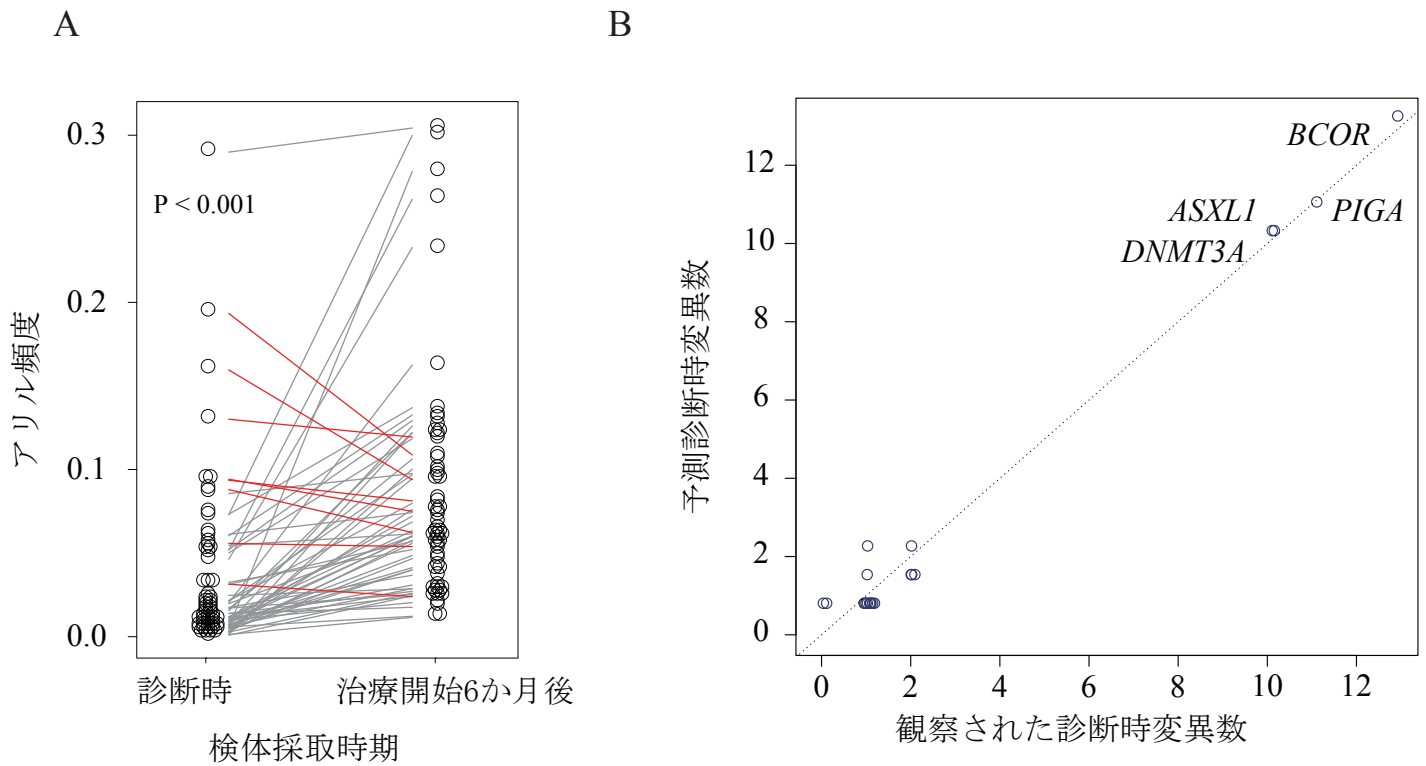 A
B
0.3
0.2
0.1
0.0
アリル頻度
P < 0.001
診断時
治療開始6か月後
検体採取時期
12
10
8
6
4
2
0
予測診断時変異数
BCOR
ASXL1
PIGA
DNMT3A
0 2 4 6 8 10 12
観察された診断時変異数